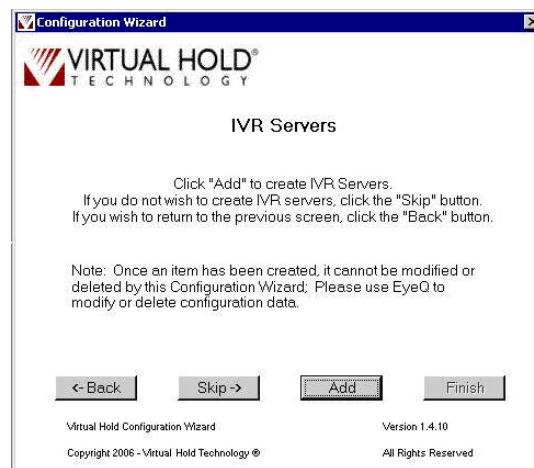 Configuration Wizard
VIRTUAL HOLD®
TECHNOLOGY
IVR Servers
Click "Add" to create IVR Servers.
If you do not wish to create IVR servers, click the "Skip" button.
If you wish to return to the previous screen, click the "Back" button.
Note: Once an item has been created, it cannot be modified or
deleted by this Configuration Wizard; Please use EyeQ to
modify or delete configuration data.
<- Back Skip -> Add Finish
Virtual Hold Configuration Wizard Version 1.4.10
Copyright 2006 - Virtual Hold Technology ® All Rights Reserved